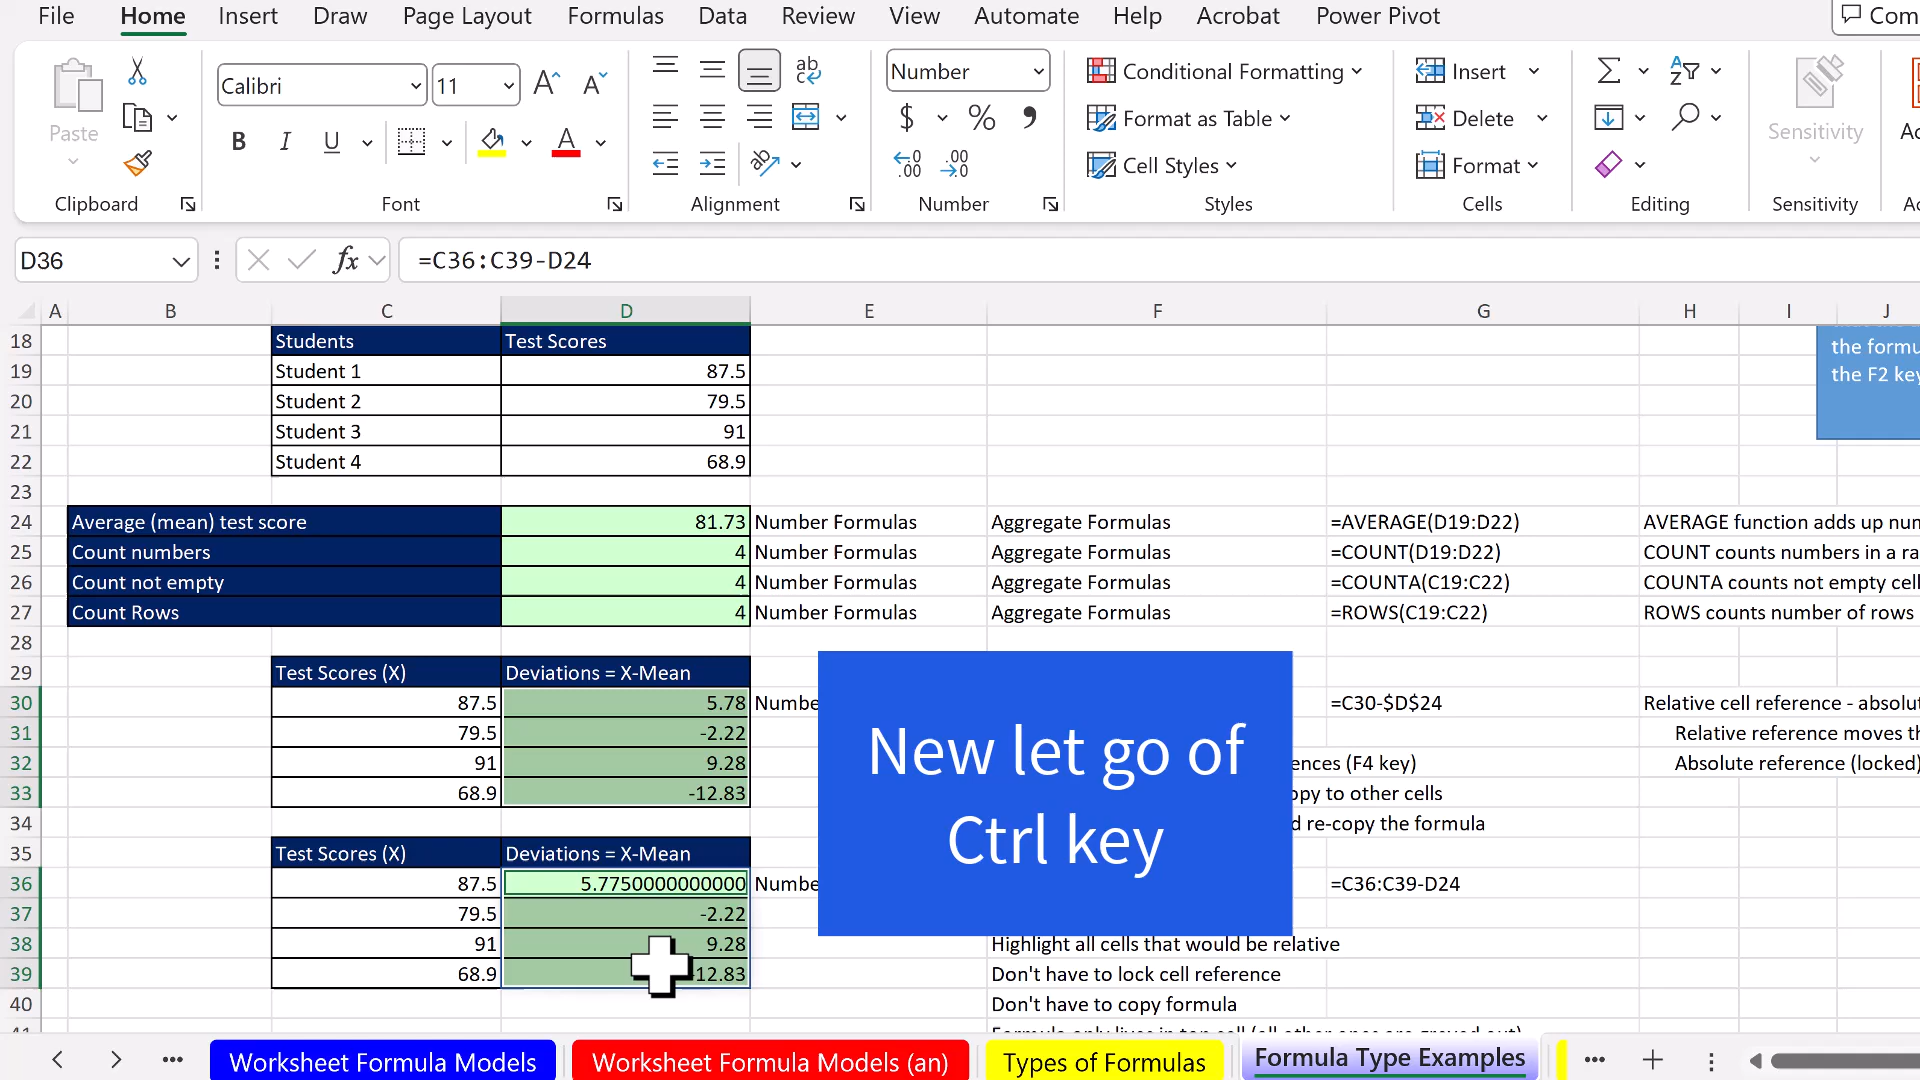 File Home Insert Draw Page Layout Formulas Data Review View Automate Help Acrobat Power Pivot
Paste
Clipboard
Calibri 11
B I U
Font
Alignment
Number
$ %
Number
Conditional Formatting
Format as Table
Cell Styles
Styles
Insert
Delete
Format
Cells
Editing
Sensitivity
Sensitivity
D36 fx =C36:C39-D24
A B C D E F G H I J
18 Students Test Scores
19 Student 1 87.5
20 Student 2 79.5
21 Student 3 91
22 Student 4 68.9
23
24 Average (mean) test score 81.73 Number Formulas Aggregate Formulas =AVERAGE(D19:D22) AVERAGE function adds up
25 Count numbers 4 Number Formulas Aggregate Formulas =COUNT(D19:D22) COUNT counts numbers in a
26 Count not empty 4 Number Formulas Aggregate Formulas =COUNTA(C19:C22) COUNTA counts not empty
27 Count Rows 4 Number Formulas Aggregate Formulas =ROWS(C19:C22) ROWS counts number of rows
28
29 Test Scores (X) Deviations = X-Mean
30 87.5 5.78 =C30-$D$24 Relative cell reference -
31 79.5 -2.22 Relative reference moves
32 91 9.28 (F4 key) Absolute reference (locked)
33 68.9 -12.83 to other cells
34 re-copy the formula
35 Test Scores (X) Deviations = X-Mean
36 87.5 5.7750000000000 =C36:C39-D24
37 79.5 -2.22
38 91 9.28 Highlight all cells that would be relative
39 68.9 12.83 Don't have to lock cell reference
40 Don't have to copy formula
the
the F2
New let go of
Ctrl key
Worksheet Formula Models Worksheet Formula Models (an) Types of Formulas Formula Type Examples